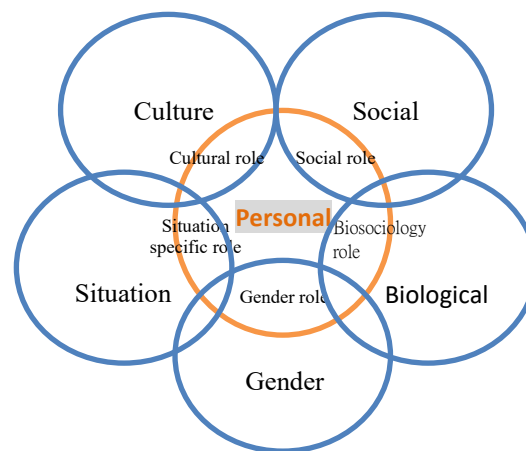 Culture
Social
Cultural role
Social role
Situation
specific role
Personal
Biosociology
role
Situation
Gender role
Biological
Gender